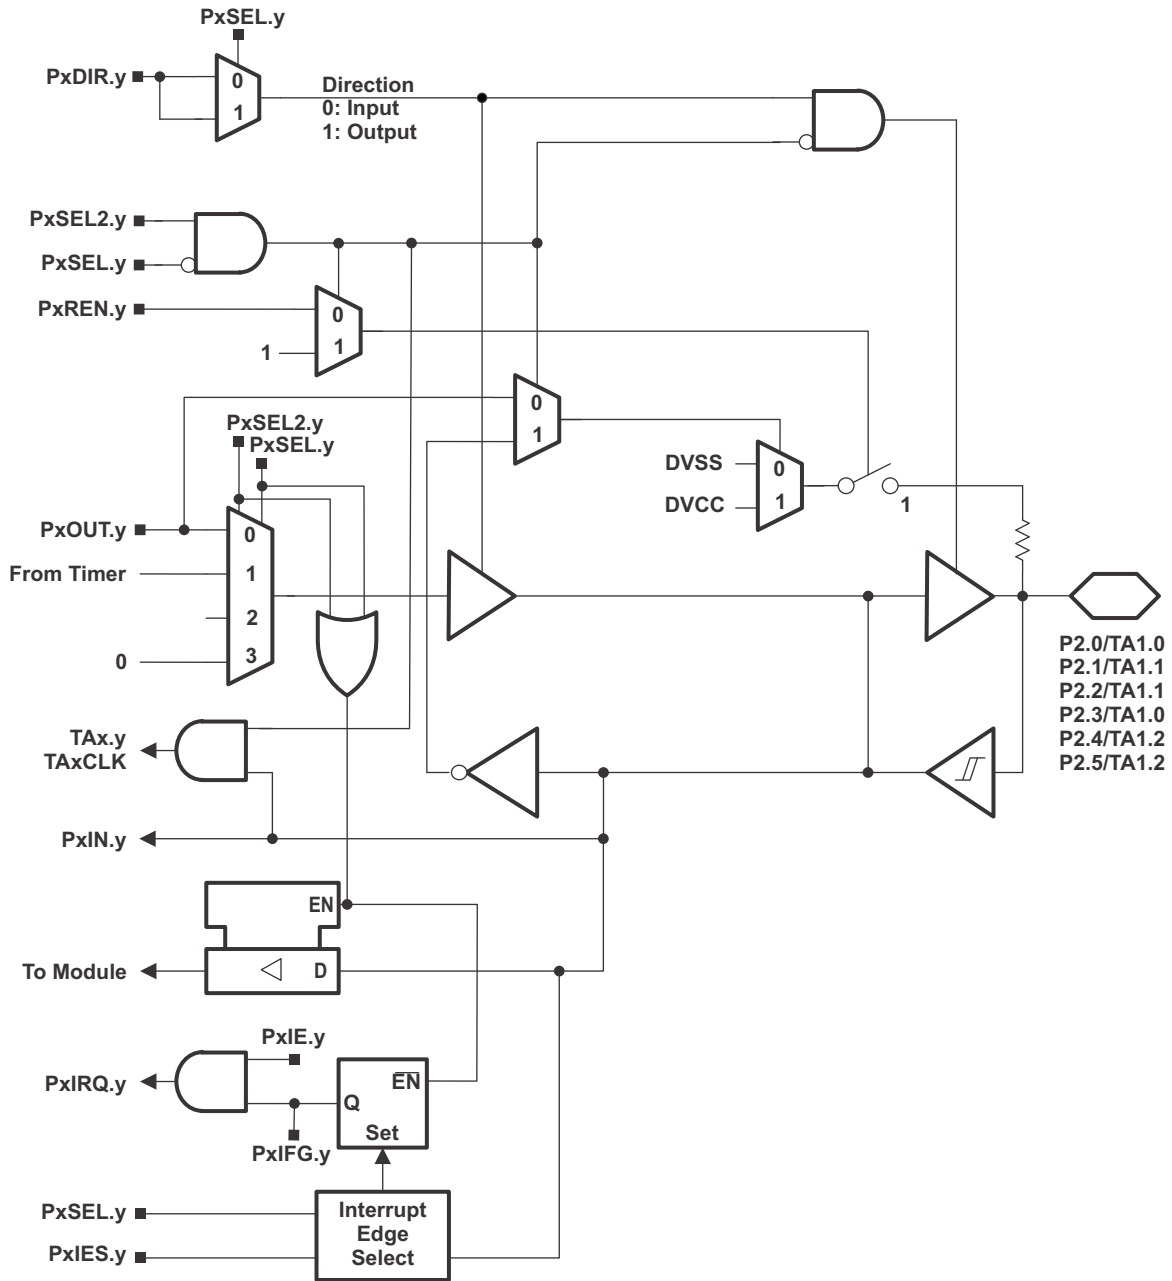 PxSEL.y
PxDIR.y
0
1
Direction
0: Input
1: Output
PxSEL2.y
PxSEL.y
PxREN.y
0
1
1
0
1
PxSEL2.y
PxSEL.y
DVSS
DVCC
0
1
1
PxOUT.y
From Timer
0
0
1
2
3
P2.0/TA1.0
P2.1/TA1.1
P2.2/TA1.1
P2.3/TA1.0
P2.4/TA1.2
P2.5/TA1.2
TAx.y
TAxCLK
PxIN.y
EN
To Module
D
PxIE.y
PxIRQ.y
EN
Q
Set
PxIFG.y
PxSEL.y
PxIES.y
Interrupt
Edge
Select